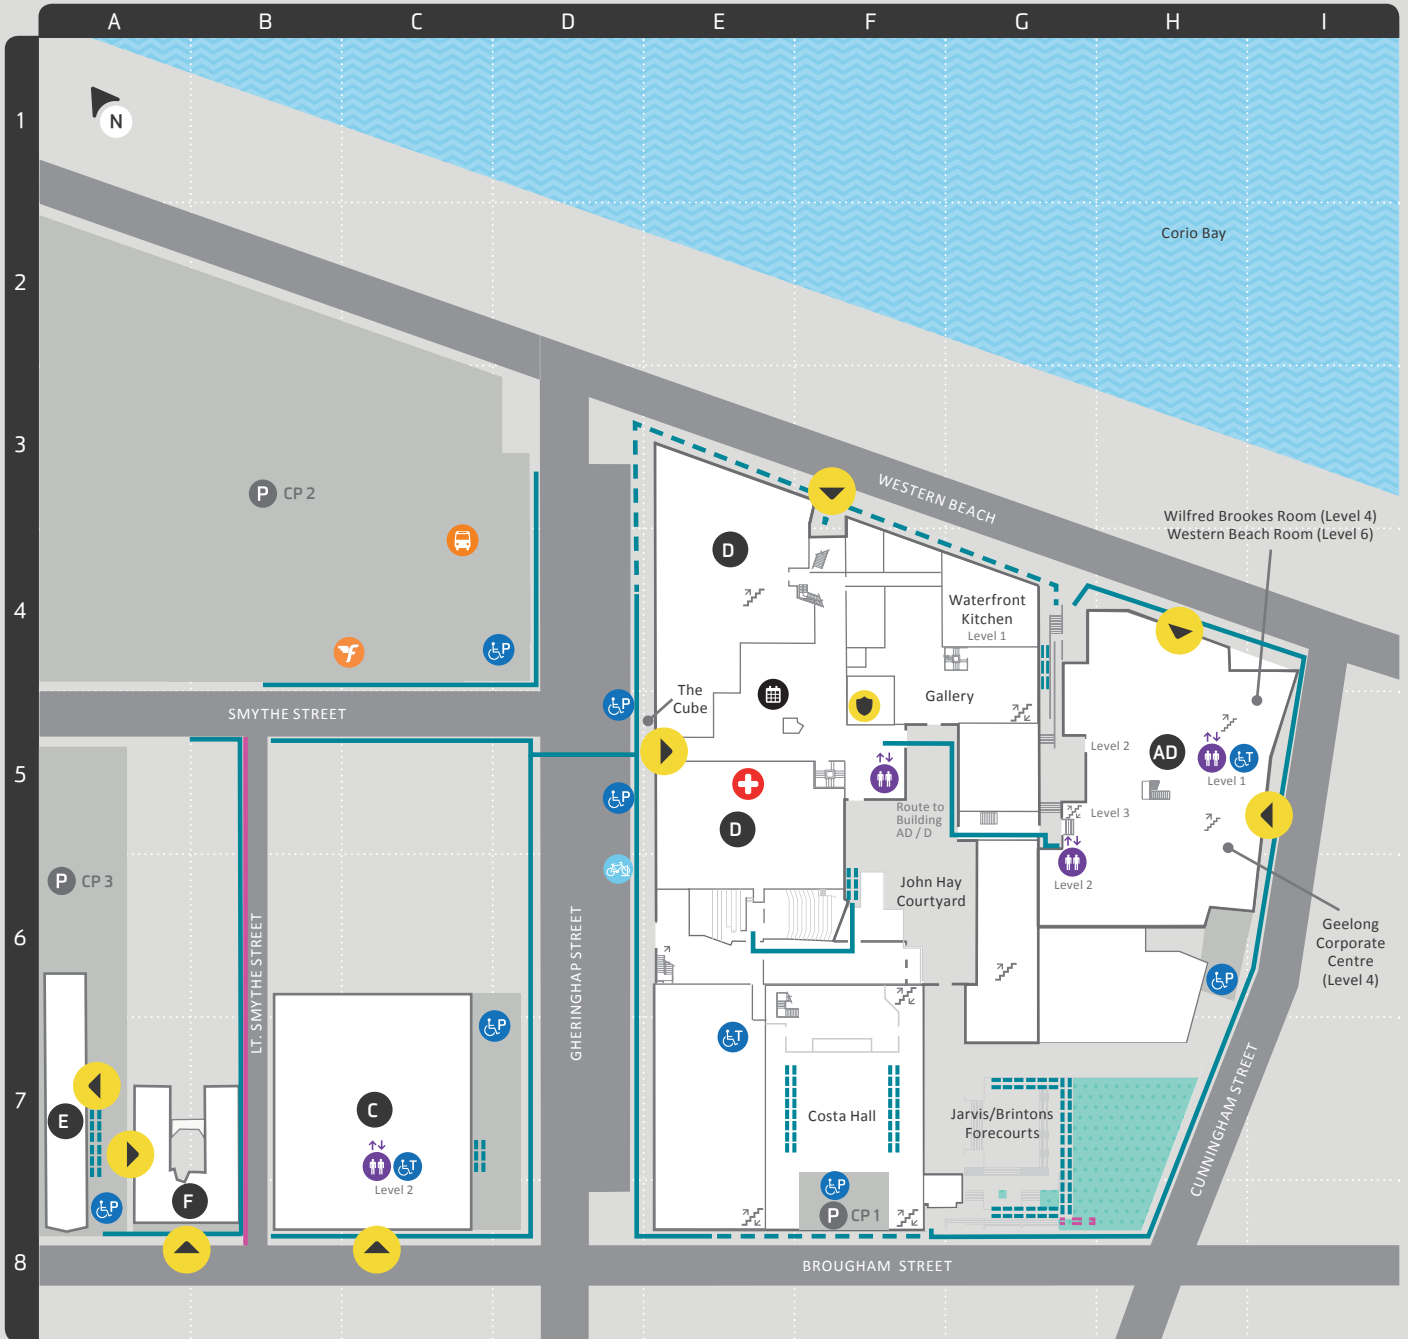 A B C D E F G H I
1
N
2
Corio Bay
3
WESTERN BEACH
P CP 2
Wilfred Brookes Room (Level 4)
Western Beach Room (Level 6)
D
4
Waterfront
Kitchen
Level 1
P
The
Cube
P
Gallery
SMYTHE STREET
5
Level 2
AD
T
Level 1
P
Route to
Building
AD / D
Level 3
D
P CP 3
Level 2
John Hay
Courtyard
6
Geelong
Corporate
Centre
(Level 4)
LT. SMYTHE STREET
GHERINGHAP STREET
P
P
T
7
E
C
Costa Hall
Jarvis/Brintons
Forecourts
CUNNINGHAM STREET
T
Level 2
P
F
P
P CP 1
8
BROUGHAM STREET